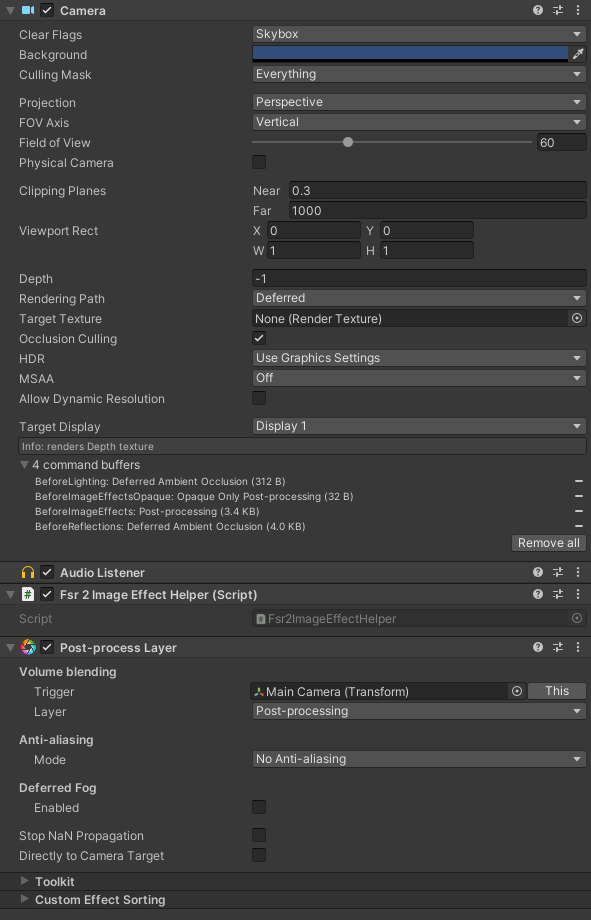 Camera
Clear Flags Skybox
Background
Culling Mask Everything
Projection Perspective
FOV Axis Vertical
Field of View 60
Physical Camera
Clipping Planes Near 0.3
Far 1000
Viewport Rect X 0 Y 0
W 1 H 1
Depth -1
Rendering Path Deferred
Target Texture None (Render Texture)
Occlusion Culling
HDR Use Graphics Settings
MSAA Off
Allow Dynamic Resolution
Target Display Display 1
Info: renders Depth texture
4 command buffers
BeforeLighting: Deferred Ambient Occlusion (312 B)
BeforeImageEffectsOpaque: Opaque Only Post-processing (32 B)
BeforeImageEffects: Post-processing (3.4 KB)
BeforeReflections: Deferred Ambient Occlusion (4.0 KB)
Remove all
Audio Listener
# Fsr 2 Image Effect Helper (Script)
Script # Fsr2ImageEffectHelper
Post-process Layer
Volume blending
Trigger Main Camera (Transform) This
Layer Post-processing
Anti-aliasing
Mode No Anti-aliasing
Deferred Fog
Enabled
Stop NaN Propagation
Directly to Camera Target
Toolkit
Custom Effect Sorting